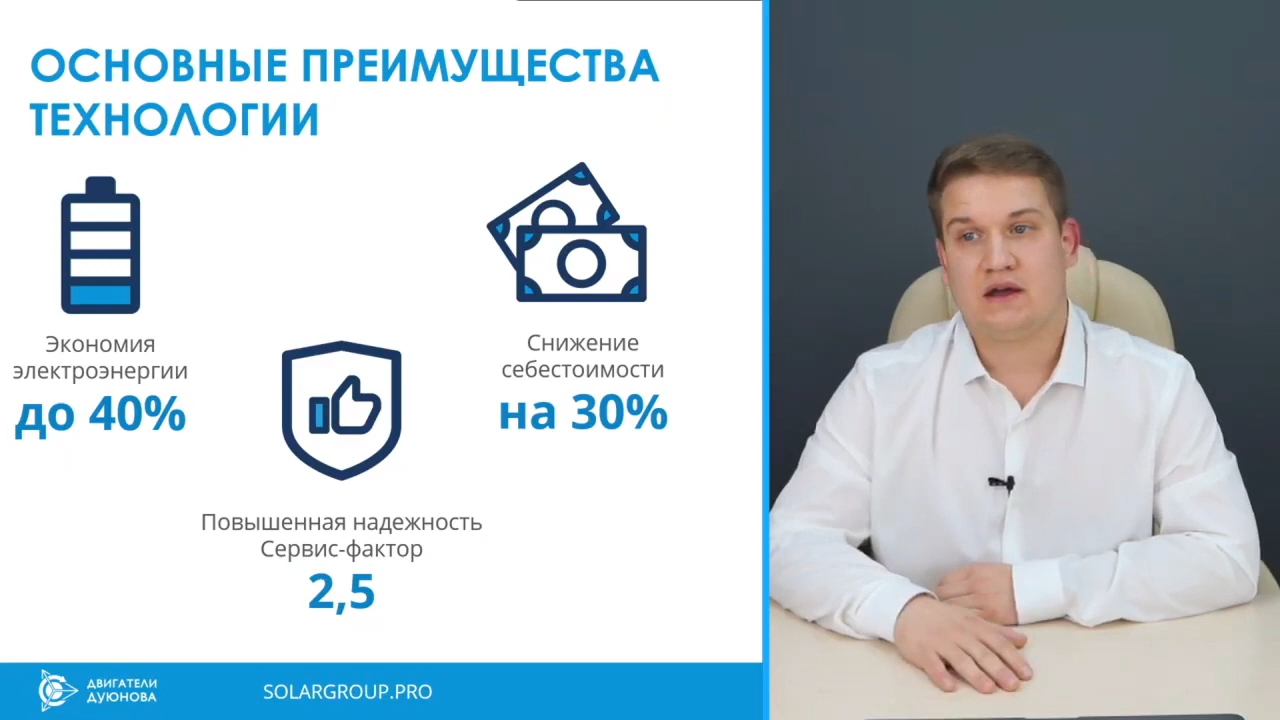 ОСНОВНЫЕ ПРЕИМУЩЕСТВА
ТЕХНОЛОГИИ
Экономия
электроэнергии
до 40%
Снижение
себестоимости
на 30%
Повышенная надежность
Сервис-фактор
2,5
ДВИГАТЕЛИ
ДУЮНОВА
SOLARGROUP.PRO